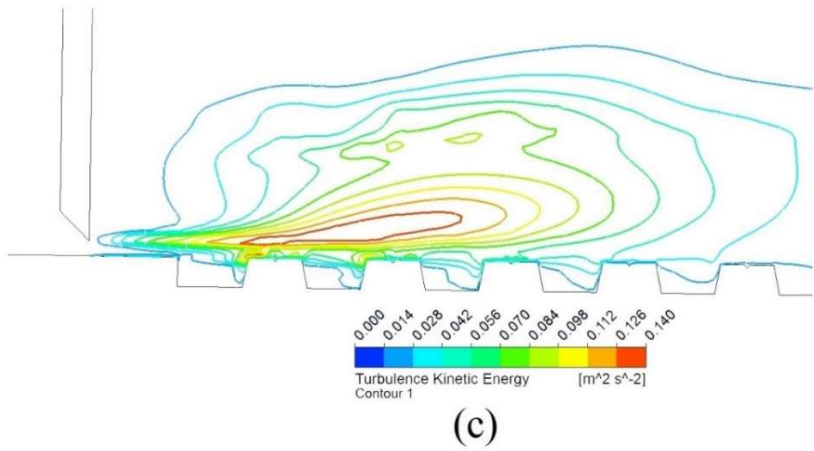 0.000 0.014 0.028 0.042 0.056 0.070 0.084 0.098 0.112 0.126 0.140
Turbulence Kinetic Energy [m^2 s^-2]
Contour 1
(c)